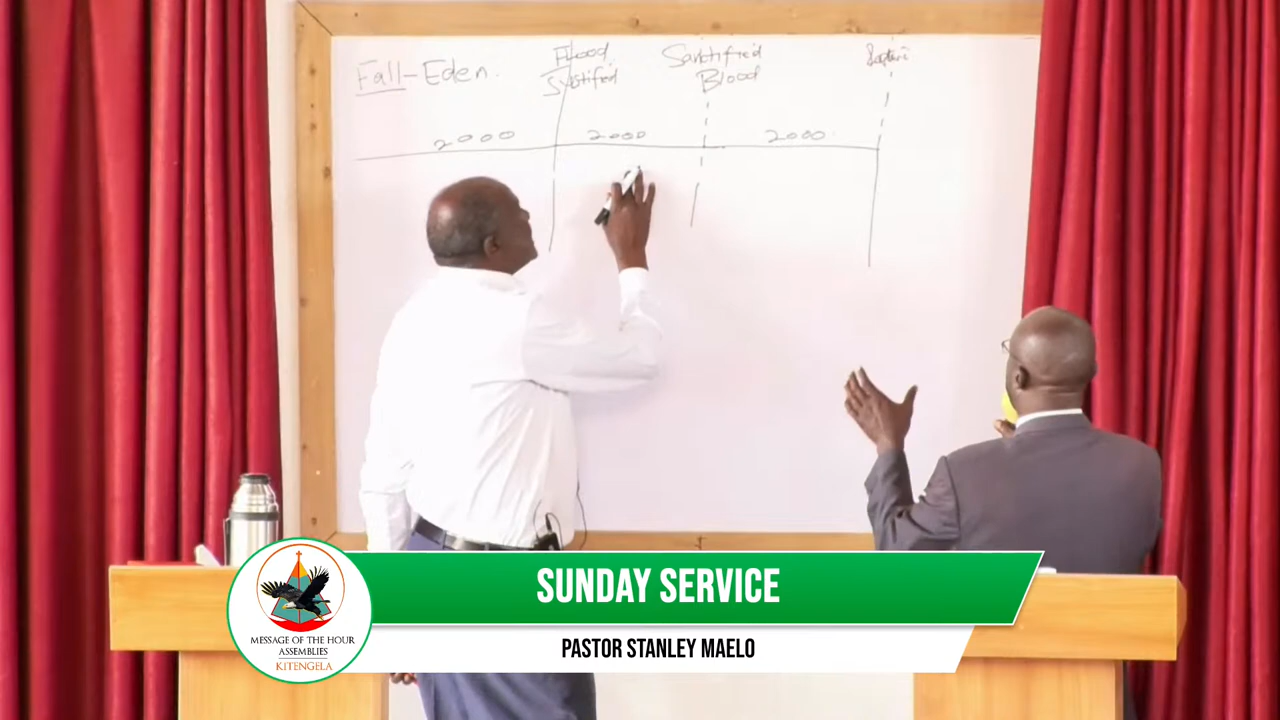 Fall-Eden.
Flood
Justified
Santified
Blood
2000
2000
2000
SUNDAY SERVICE
PASTOR STANLEY MAELO
MESSAGE OF THE HOUR
ASSEMBLIES
KITENGELA